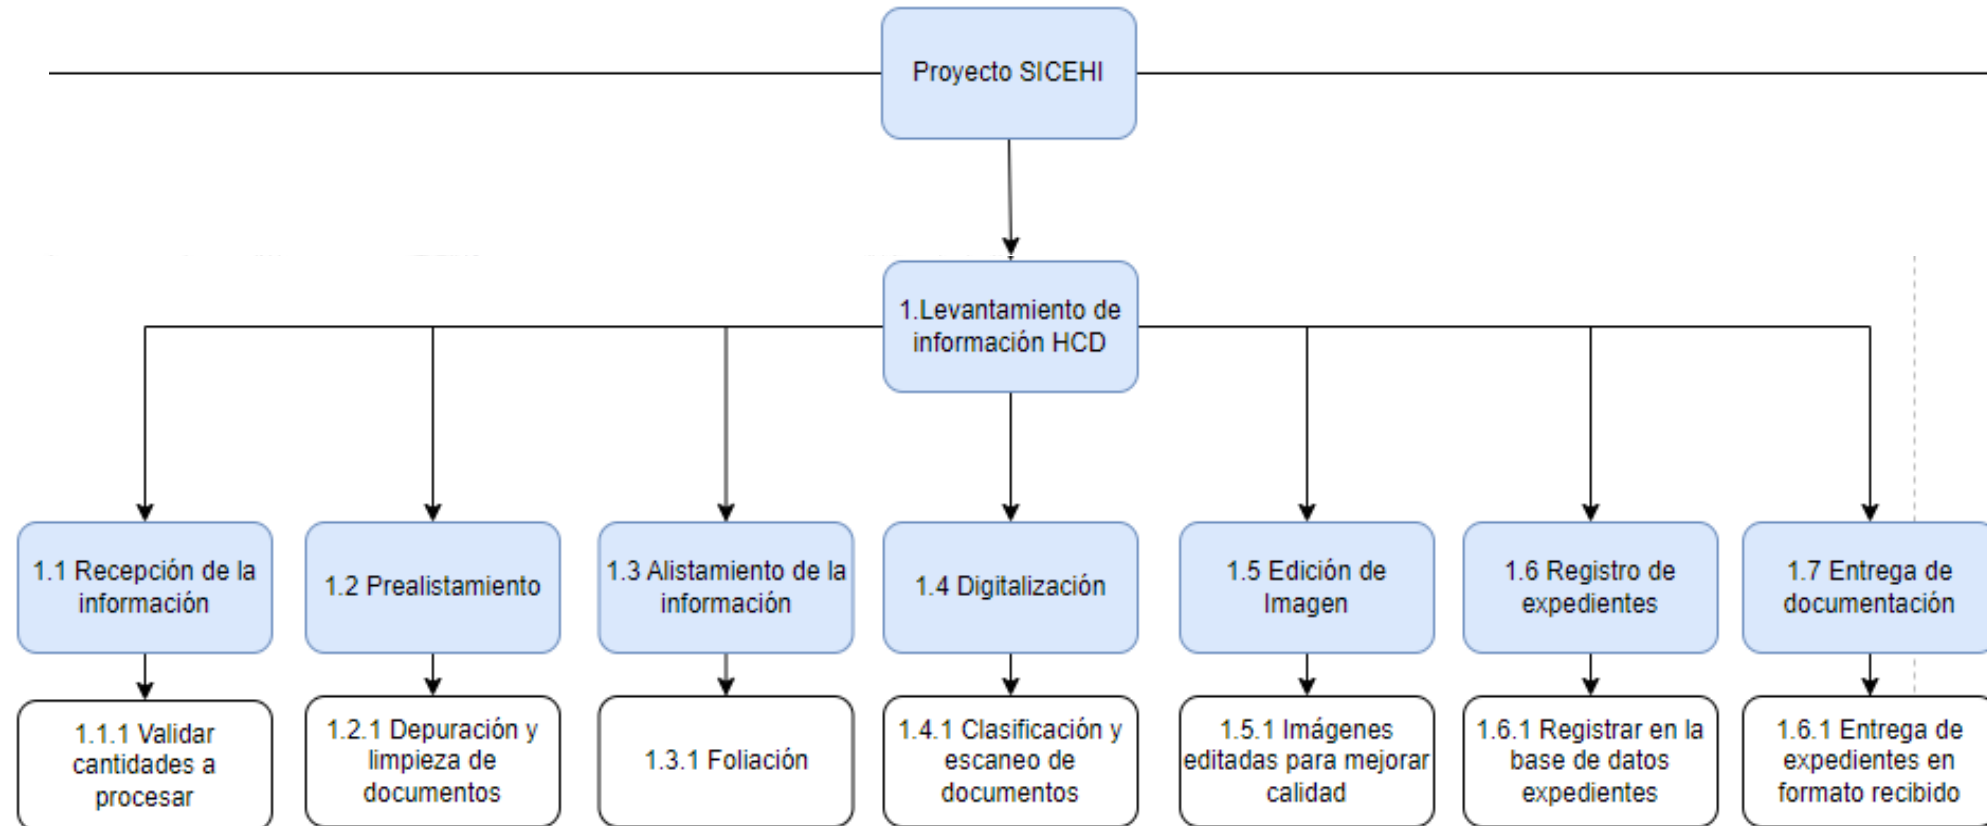 Proyecto SICEHI
1.Levantamiento de
información HCD
1.1 Recepción de la
información
1.2 Prealistamiento
1.3 Alistamiento de la
información
1.4 Digitalización
1.5 Edición de
Imagen
1.6 Registro de
expedientes
1.7 Entrega de
documentación
1.1.1 Validar
cantidades a
procesar
1.2.1 Depuración y
limpieza de
documentos
1.3.1 Foliación
1.4.1 Clasificación y
escaneo de
documentos
1.5.1 Imágenes
editadas para mejorar
calidad
1.6.1 Registrar en la
base de datos
expedientes
1.6.1 Entrega de
expedientes en
formato recibido